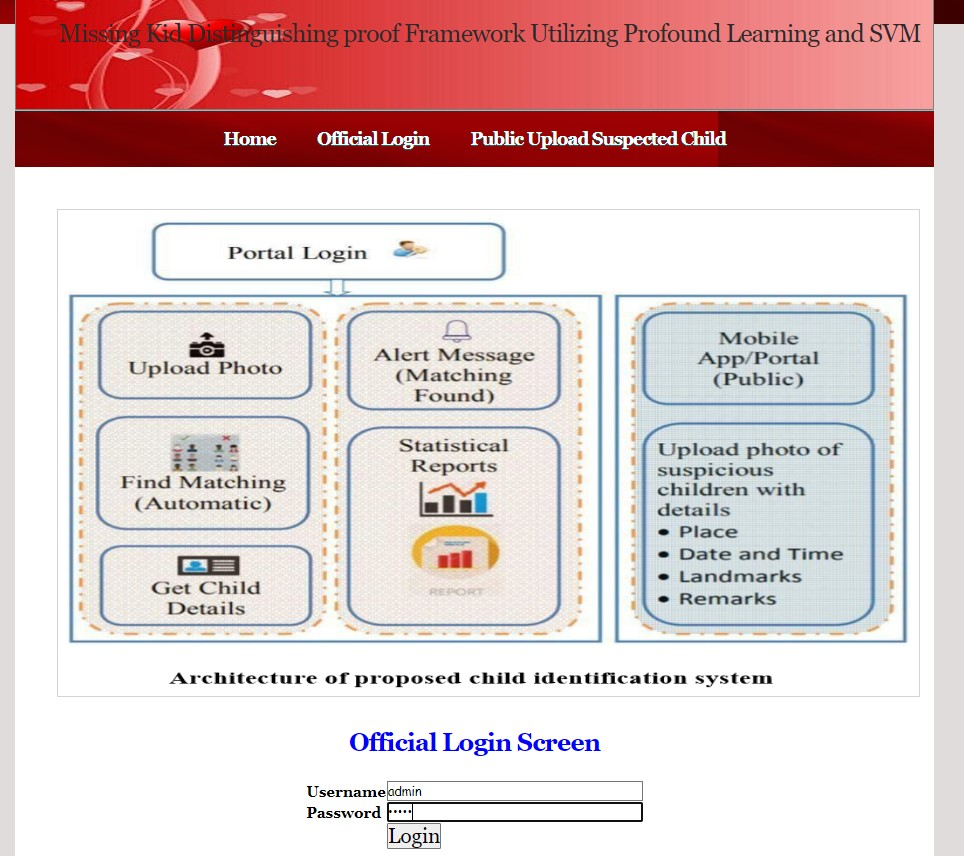 Missing Kid Distinguishing proof Framework Utilizing Profound Learning and SVM
Home Official Login Public Upload Suspected Child
Portal Login
Upload Photo
Find Matching
(Automatic)
Get Child
Details
Alert Message
(Matching
Found)
Statistical
Reports
REPORT
Mobile
App/Portal
(Public)
Upload photo of
suspicious
children with
details
• Place
• Date and Time
• Landmarks
• Remarks
Architecture of proposed child identification system
Official Login Screen
Username admin
Password •••••
Login